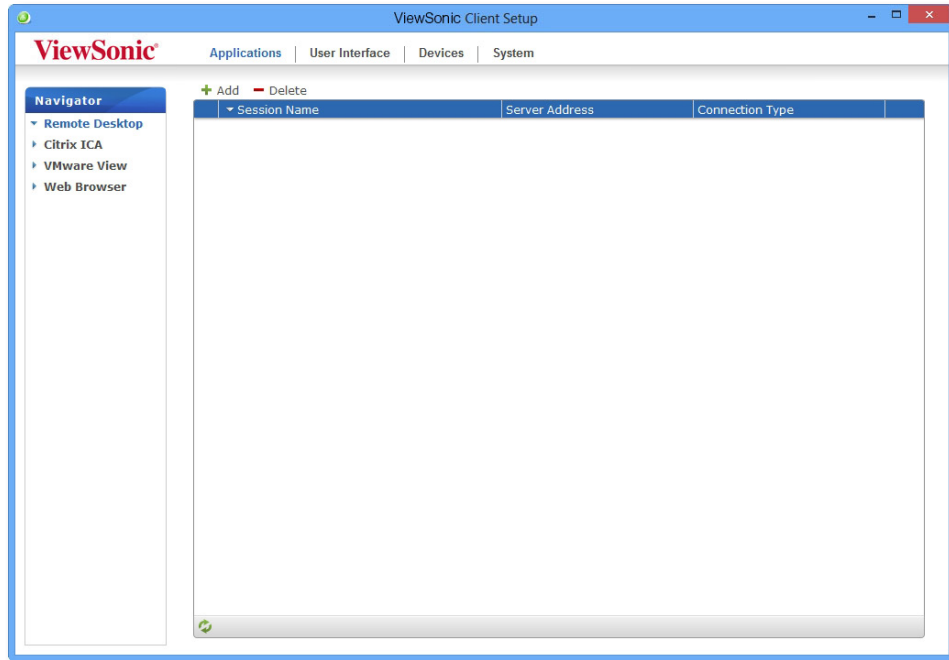 ViewSonic Client Setup
ViewSonic®
Applications | User Interface | Devices | System
Navigator
Remote Desktop
Citrix ICA
VMware View
Web Browser
Add Delete
Session Name Server Address Connection Type